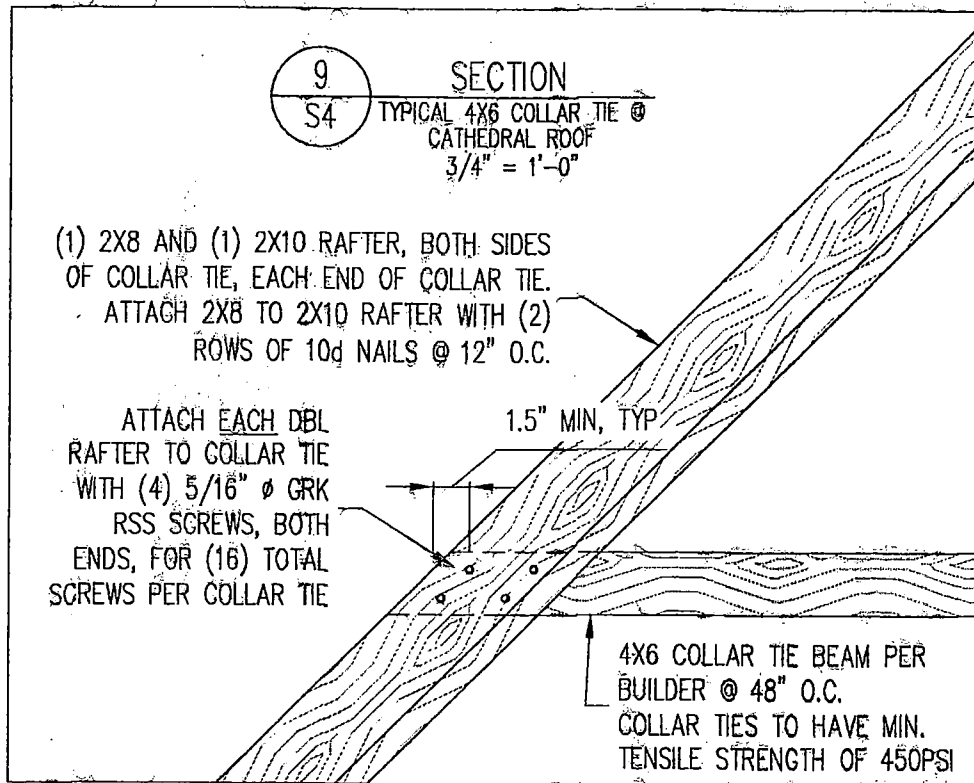 9
S4
SECTION
TYPICAL 4X6 COLLAR TIE @
CATHEDRAL ROOF
3/4" = 1'-0"
(1) 2X8 AND (1) 2X10 RAFTER, BOTH SIDES
OF COLLAR TIE, EACH END OF COLLAR TIE.
ATTACH 2X8 TO 2X10 RAFTER WITH (2)
ROWS OF 10d NAILS @ 12" O.C.
ATTACH EACH DBL
RAFTER TO COLLAR TIE
WITH (4) 5/16" ø GRK
RSS SCREWS, BOTH
ENDS, FOR (16) TOTAL
SCREWS PER COLLAR TIE
1.5" MIN, TYP
4X6 COLLAR TIE BEAM PER
BUILDER @ 48" O.C.
COLLAR TIES TO HAVE MIN.
TENSILE STRENGTH OF 450PSI